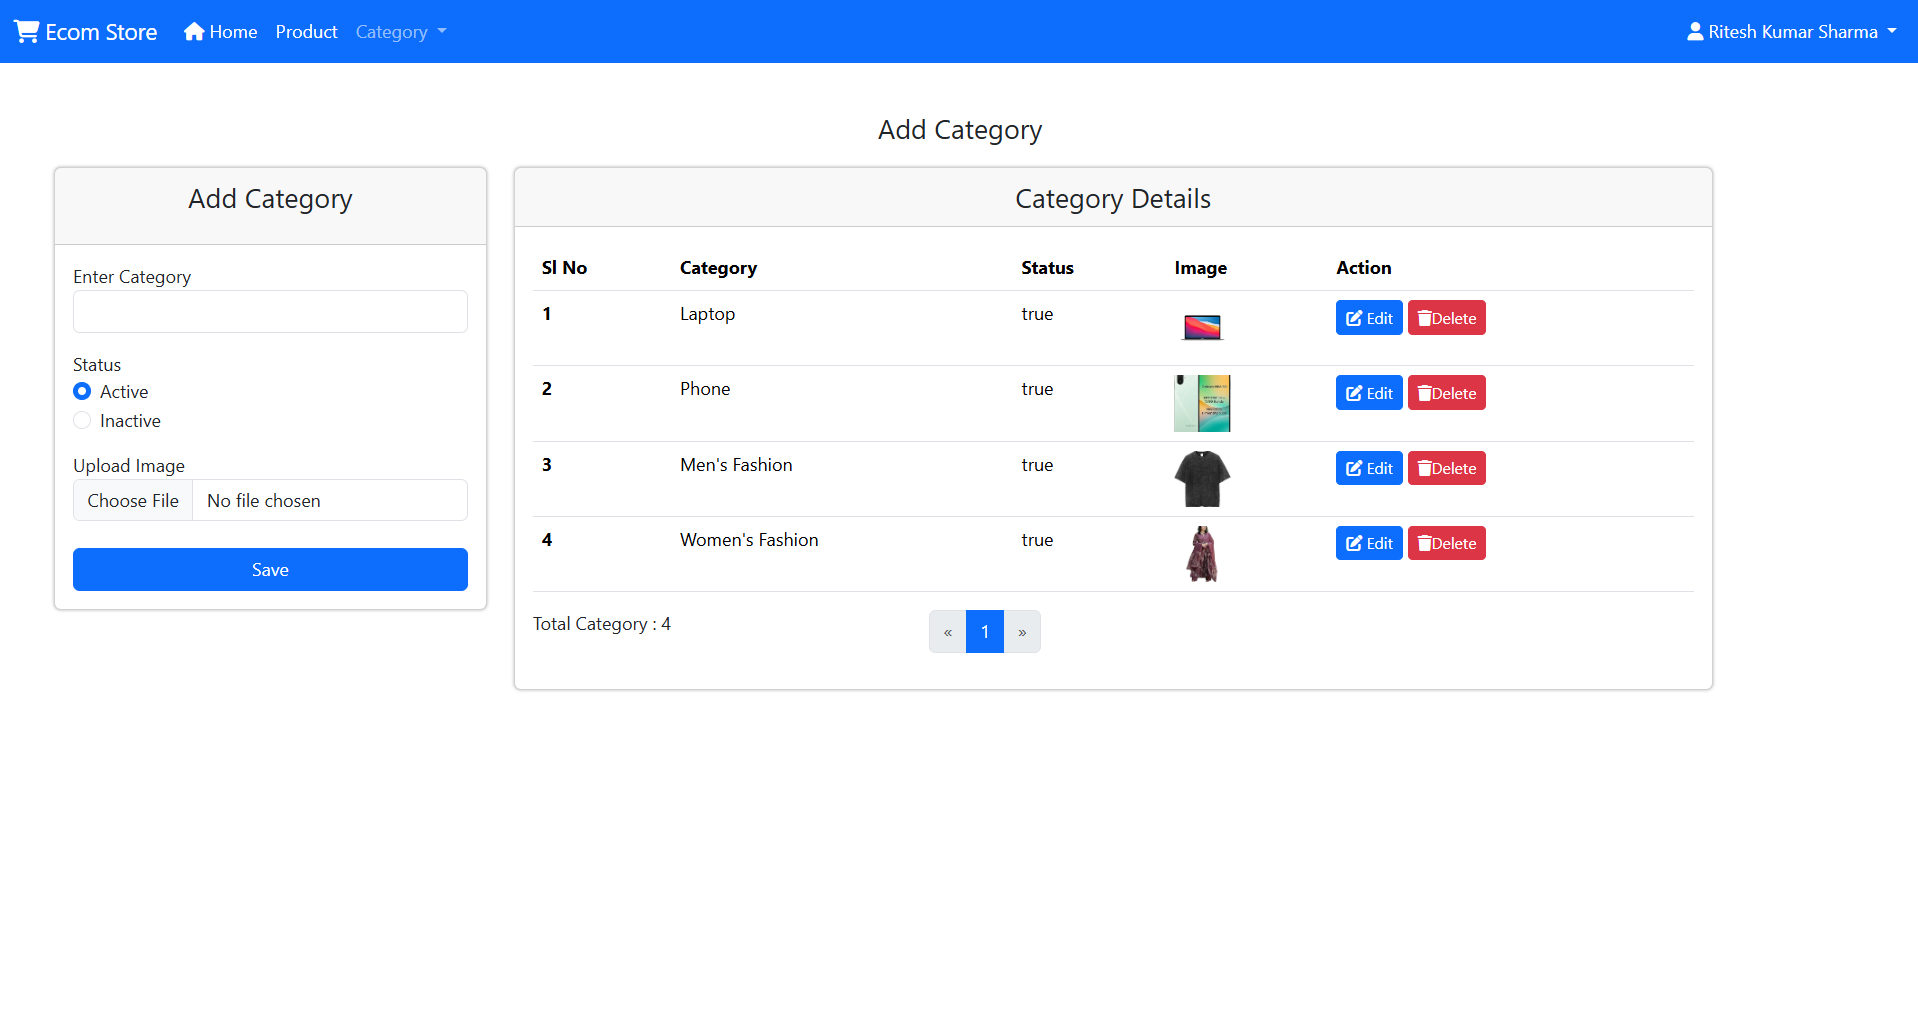 Ecom Store Home Product Category Ritesh Kumar Sharma
Add Category
Add Category
Enter Category
Status
Active
Inactive
Upload Image
Choose File No file chosen
Save
Category Details
Sl No Category Status Image Action
1 Laptop true Edit Delete
2 Phone true Edit Delete
3 Men's Fashion true Edit Delete
4 Women's Fashion true Edit Delete
Total Category : 4 « 1 »